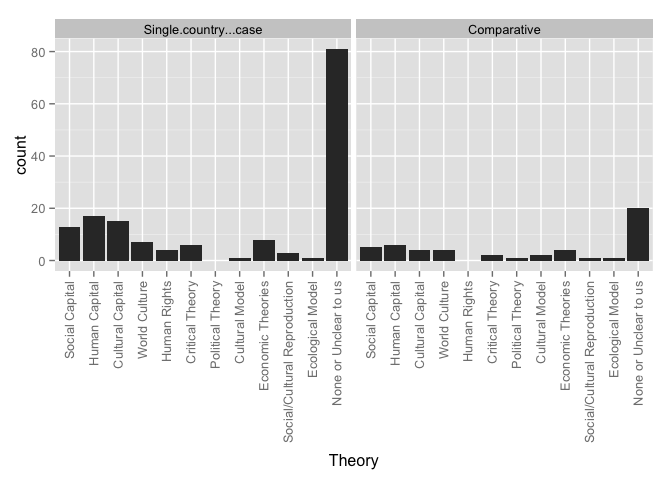 Single.country...case
Comparative
count
80
60
40
20
0
Social Capital
Human Capital
Cultural Capital
World Culture
Human Rights
Critical Theory
Political Theory
Cultural Model
Economic Theories
Social/Cultural Reproduction
Ecological Model
None or Unclear to us
Social Capital
Human Capital
Cultural Capital
World Culture
Human Rights
Critical Theory
Political Theory
Cultural Model
Economic Theories
Social/Cultural Reproduction
Ecological Model
None or Unclear to us
Theory